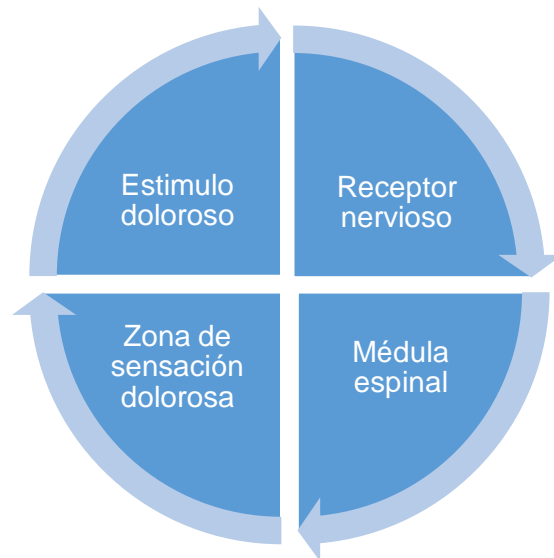 Estimulo
doloroso
Receptor
nervioso
Zona de
sensación
dolorosa
Médula
espinal